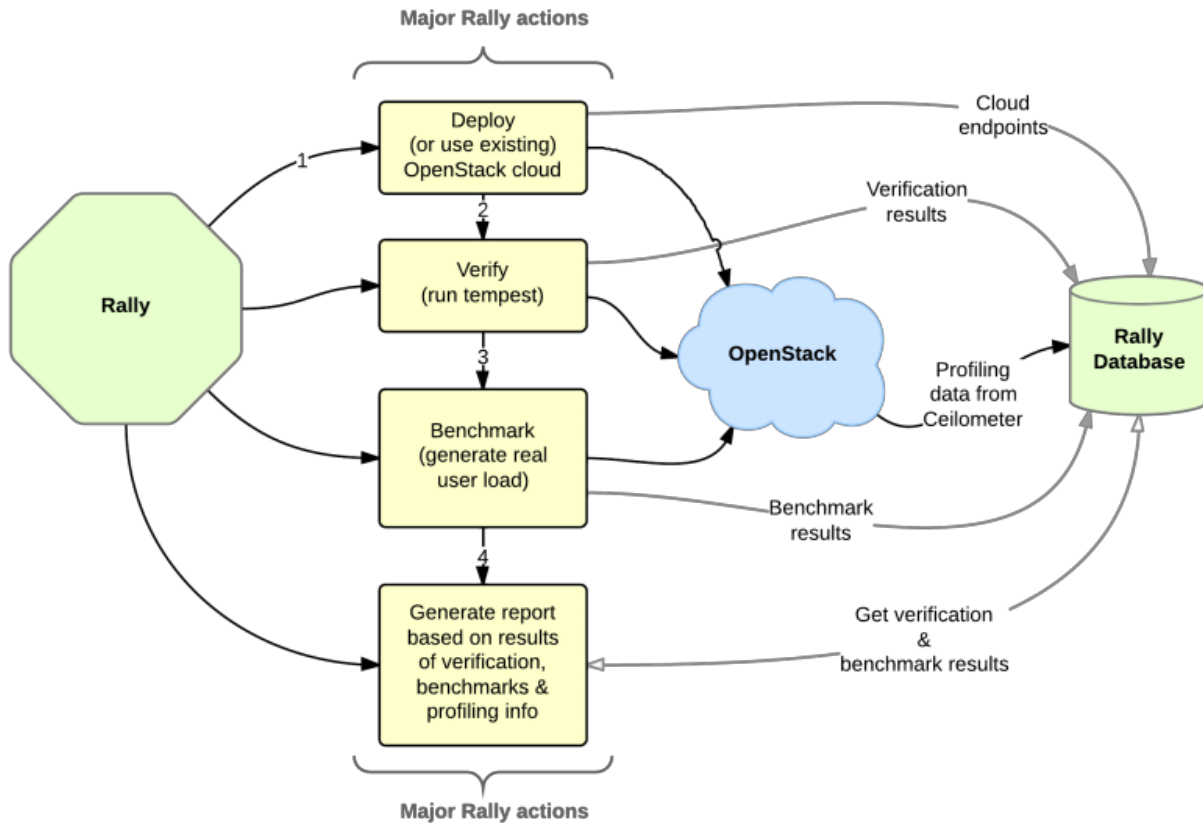 Major Rally actions
Deploy
(or use existing)
OpenStack cloud
Cloud
endpoints
1
2
Verification
results
Verify
(run tempest)
Rally
OpenStack
Rally
Database
3
Profiling
data from
Ceilometer
Benchmark
(generate real
user load)
Benchmark
results
4
Generate report
based on results
of verification,
benchmarks &
profiling info
Get verification
&
benchmark results
Major Rally actions